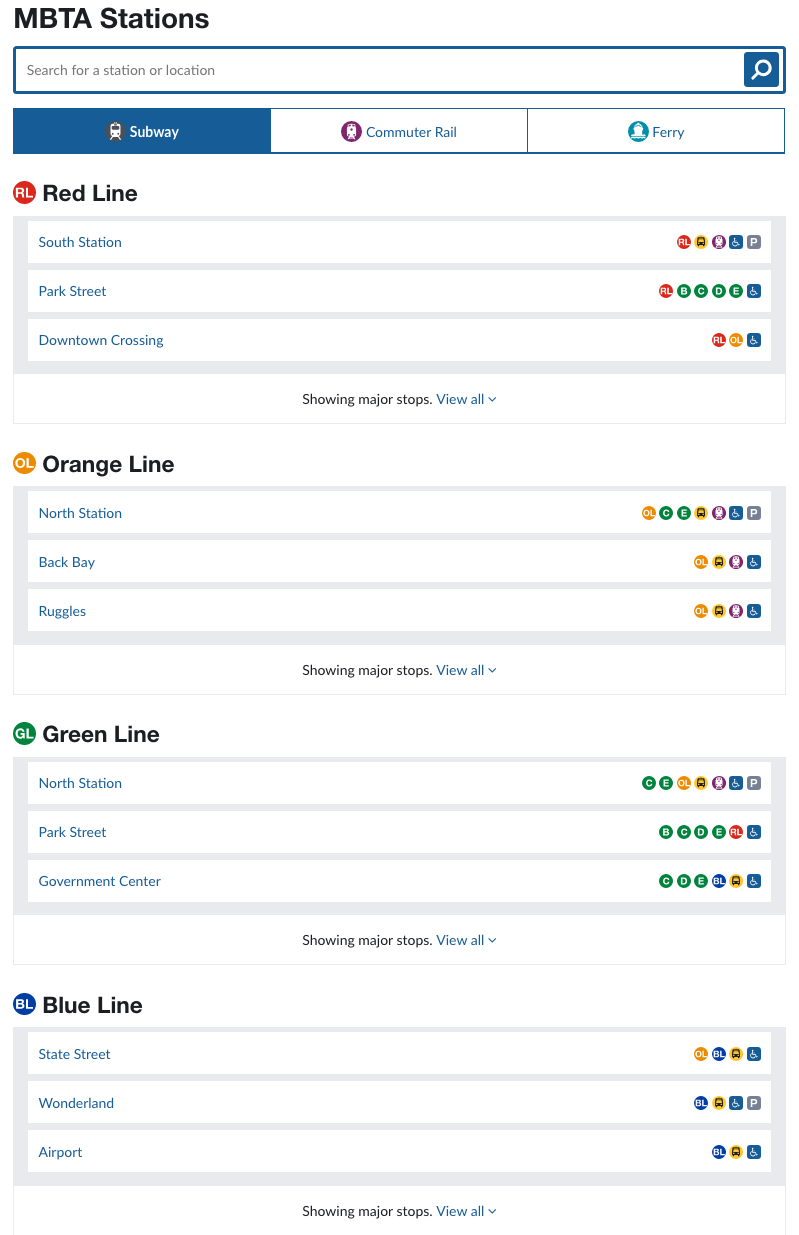 MBTA Stations
Search for a station or location
Subway Commuter Rail Ferry
RL Red Line
South Station RL P
Park Street RL B C D E
Downtown Crossing RL OL
Showing major stops. View all
OL Orange Line
North Station OL C E P
Back Bay OL
Ruggles OL
Showing major stops. View all
GL Green Line
North Station C E OL P
Park Street B C D E RL
Government Center C D E BL
Showing major stops. View all
BL Blue Line
State Street OL BL
Wonderland BL P
Airport BL
Showing major stops. View all